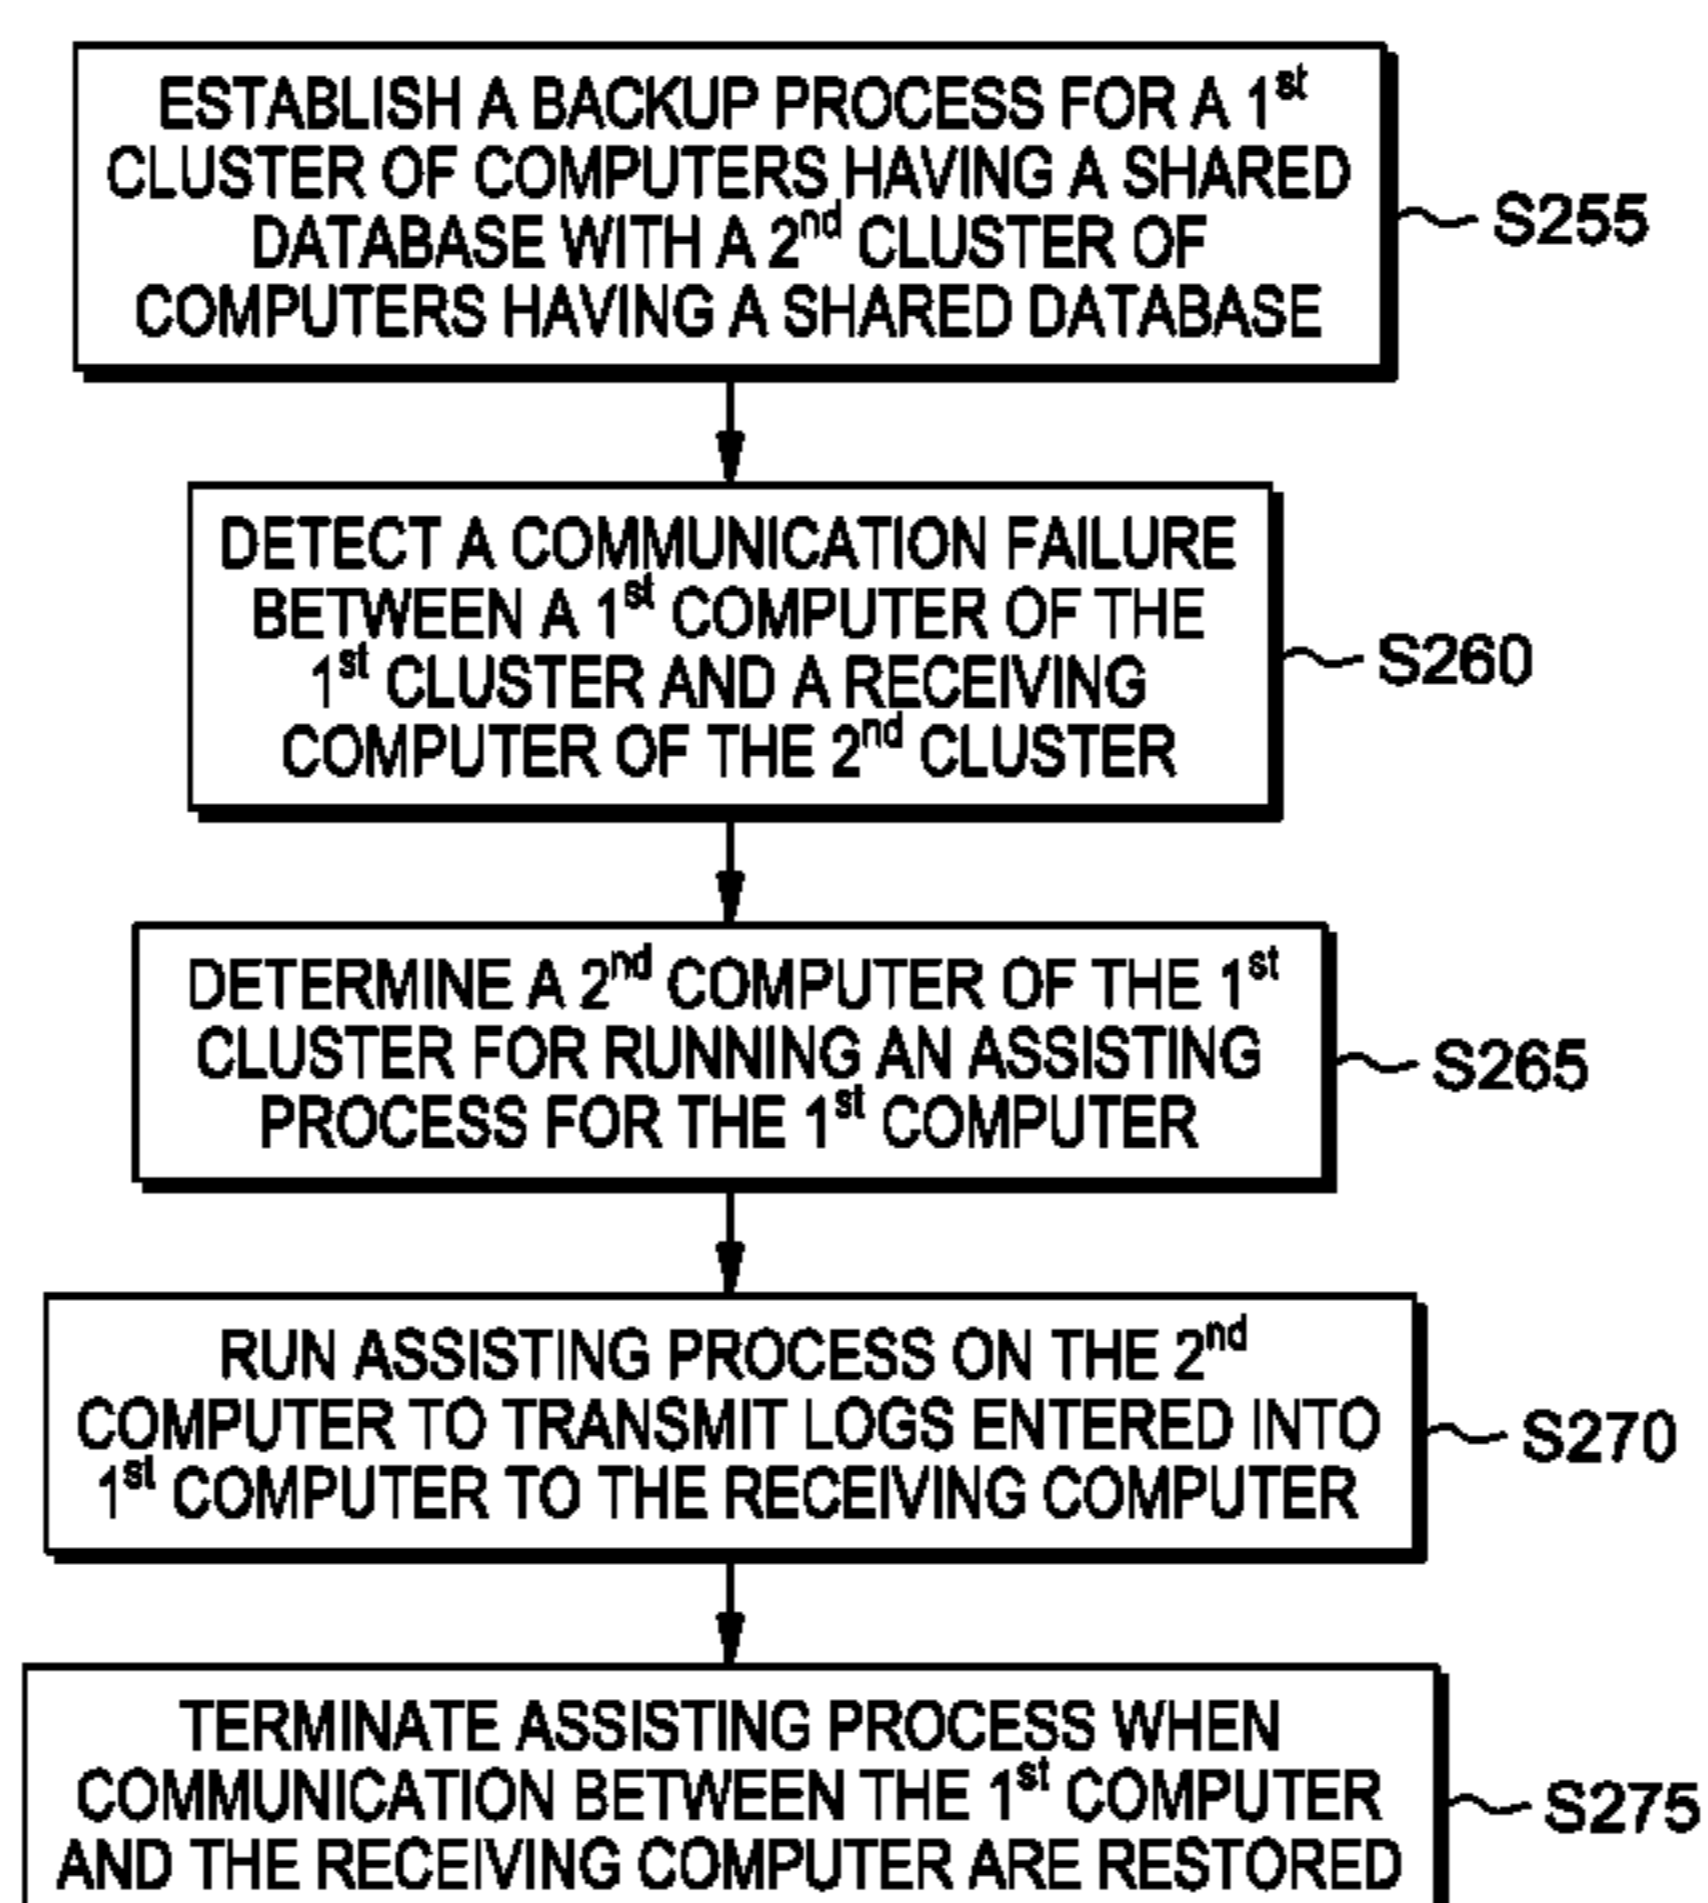 ESTABLISH A BACKUP PROCESS FOR A 1st
CLUSTER OF COMPUTERS HAVING A SHARED
DATABASE WITH A 2nd CLUSTER OF
COMPUTERS HAVING A SHARED DATABASE
S255
DETECT A COMMUNICATION FAILURE
BETWEEN A 1st COMPUTER OF THE
1st CLUSTER AND A RECEIVING
COMPUTER OF THE 2nd CLUSTER
S260
DETERMINE A 2nd COMPUTER OF THE 1st
CLUSTER FOR RUNNING AN ASSISTING
PROCESS FOR THE 1st COMPUTER
S265
RUN ASSISTING PROCESS ON THE 2nd
COMPUTER TO TRANSMIT LOGS ENTERED INTO
1st COMPUTER TO THE RECEIVING COMPUTER
S270
TERMINATE ASSISTING PROCESS WHEN
COMMUNICATION BETWEEN THE 1st COMPUTER
AND THE RECEIVING COMPUTER ARE RESTORED
S275